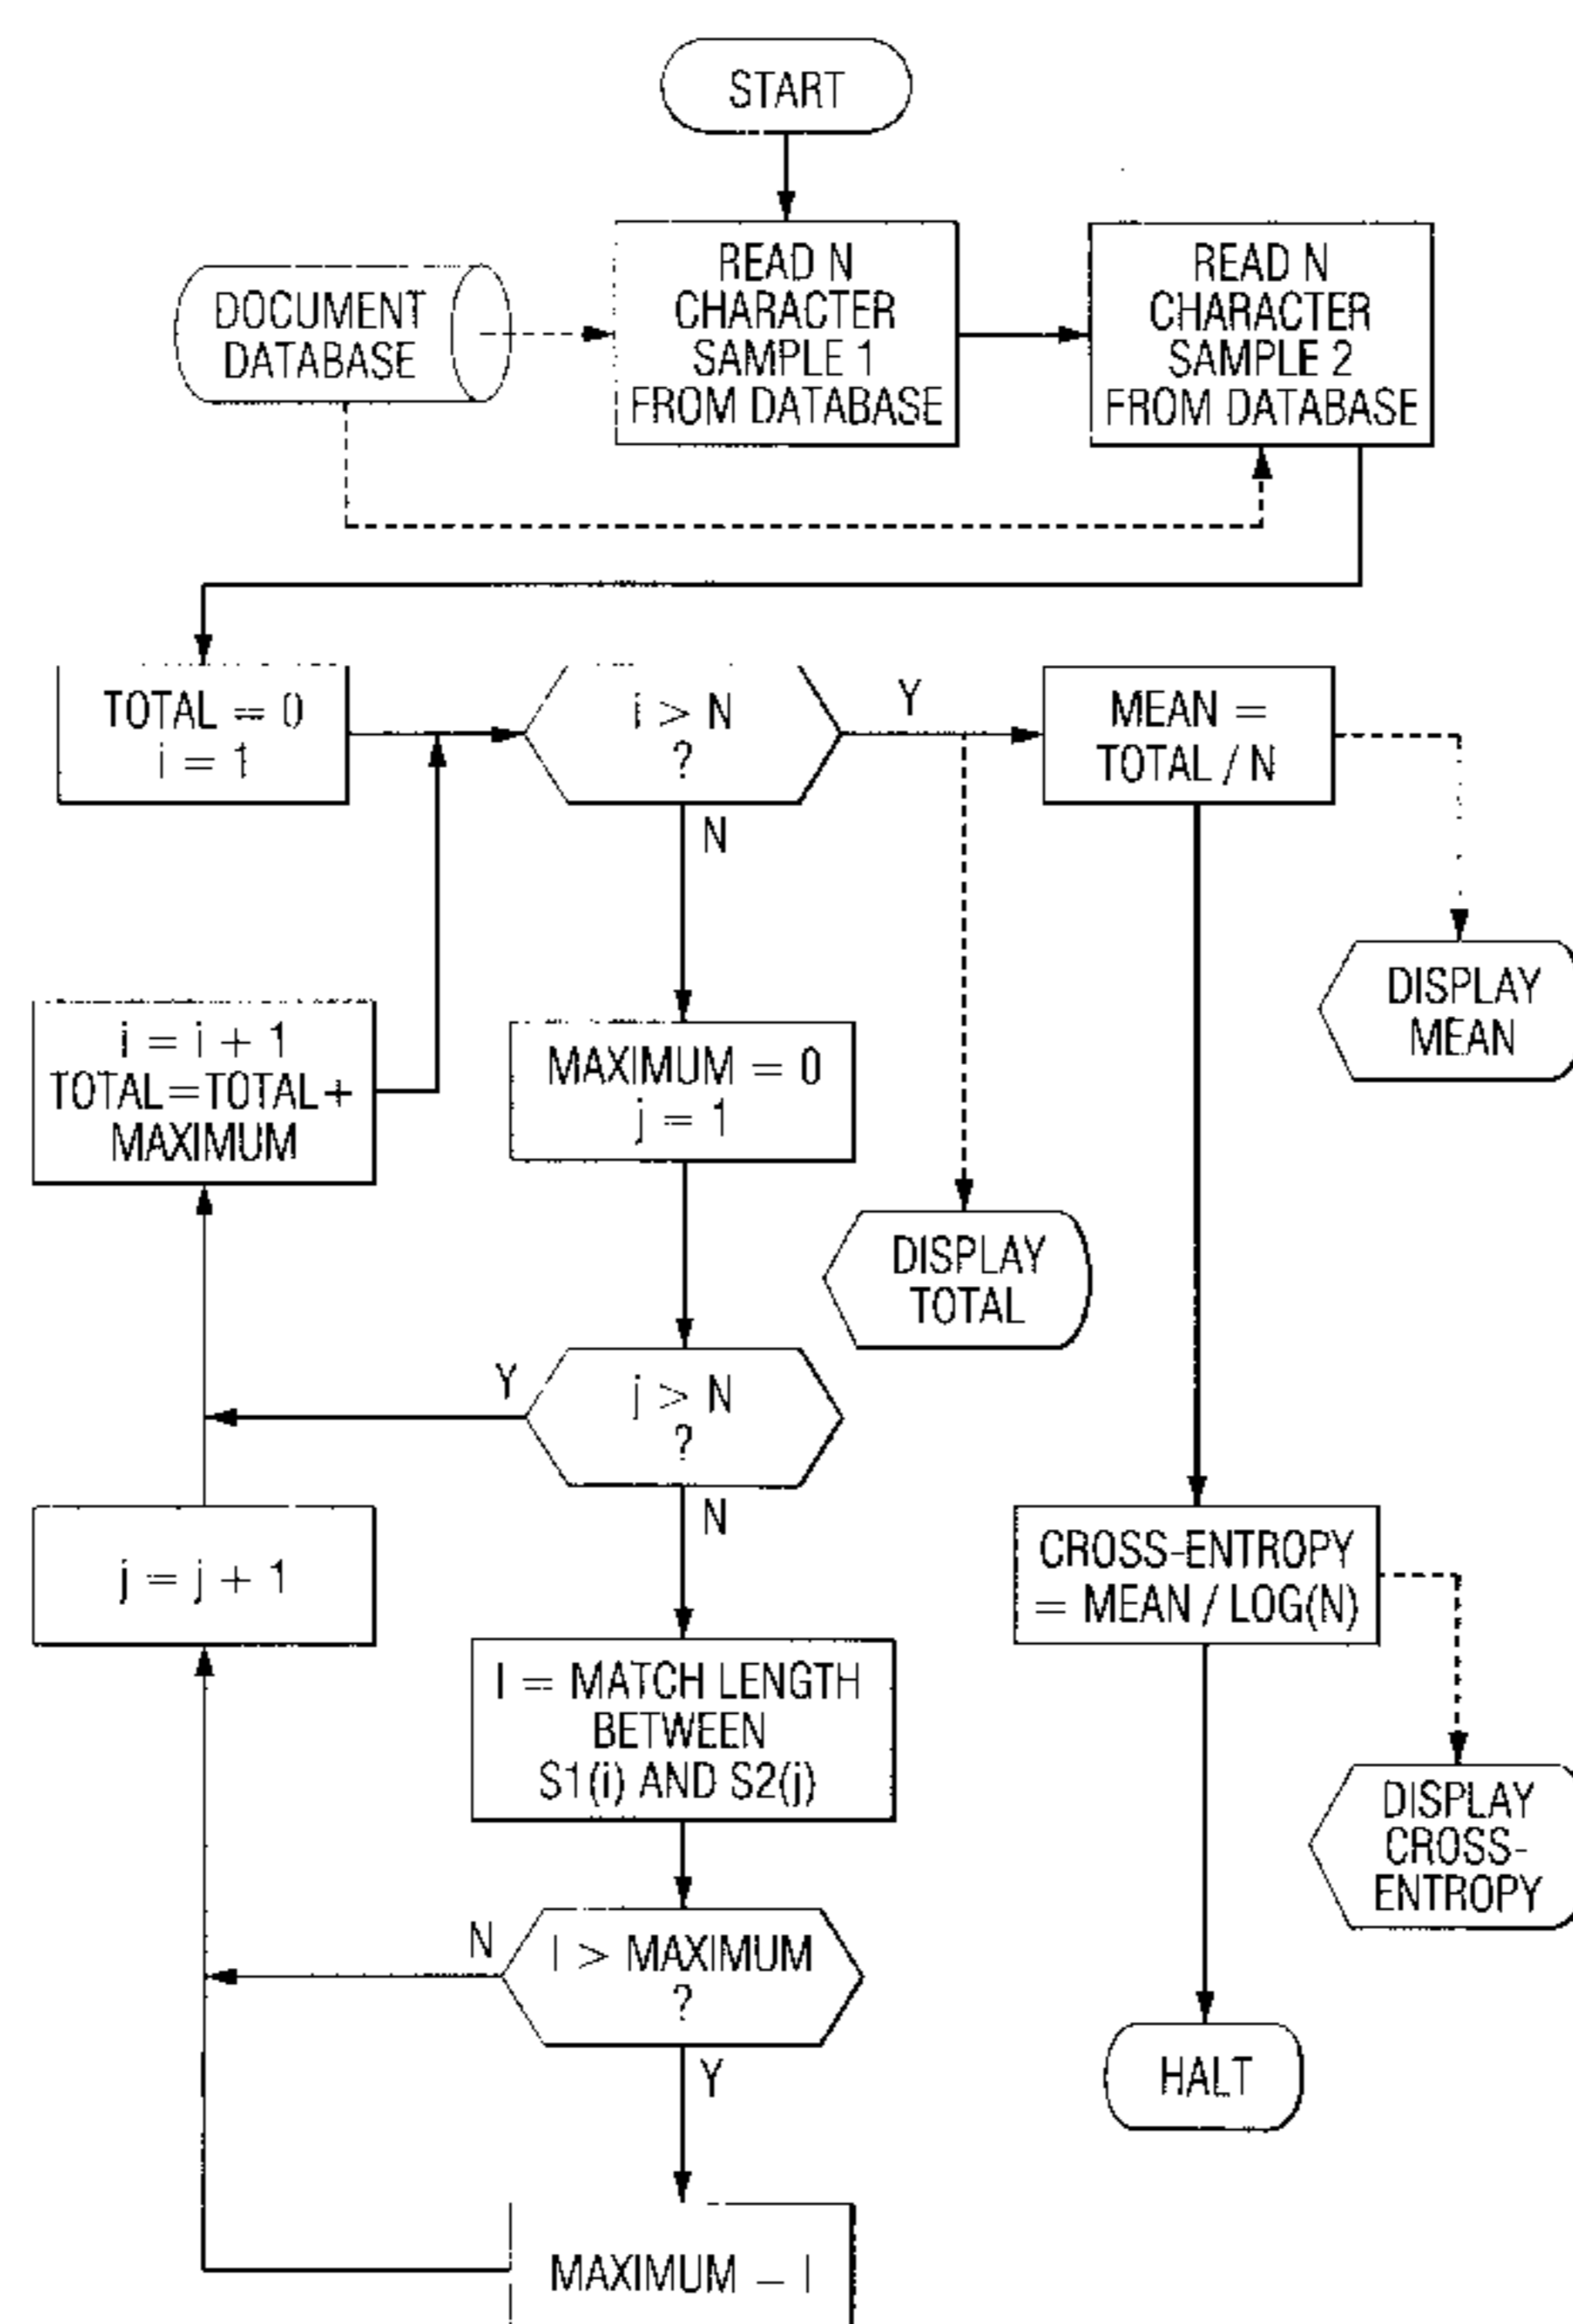 START
DOCUMENT
DATABASE
READ N
CHARACTER
SAMPLE 1
FROM DATABASE
READ N
CHARACTER
SAMPLE 2
FROM DATABASE
TOTAL = 0
i = 1
i > N
?
Y
N
MEAN =
TOTAL / N
DISPLAY
MEAN
i = i + 1
TOTAL=TOTAL+
MAXIMUM
MAXIMUM = 0
j = 1
DISPLAY
TOTAL
j > N
?
Y
N
j = j + 1
CROSS-ENTROPY
= MEAN / LOG(N)
l = MATCH LENGTH
BETWEEN
S1(i) AND S2(j)
DISPLAY
CROSS-
ENTROPY
l > MAXIMUM
?
N
Y
HALT
MAXIMUM = l